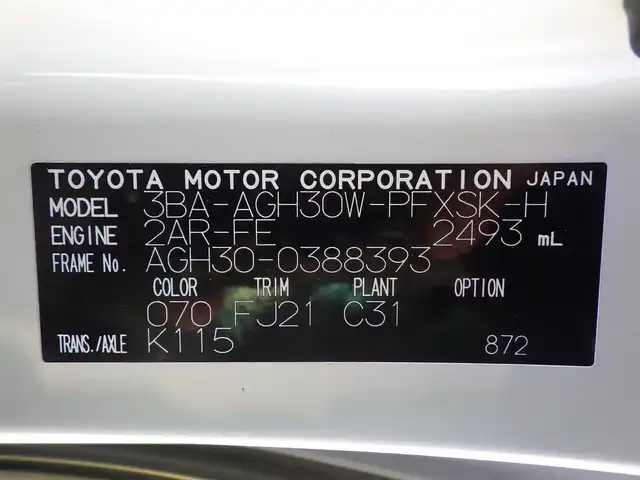 TOYOTA MOTOR CORPORATION JAPAN
MODEL 3BA-AGH30W-PFXSK-H
ENGINE 2AR-FE 2493 mL
FRAME No. AGH30-0388393
COLOR TRIM PLANT OPTION
070 FJ21 C31
TRANS./AXLE K115 872